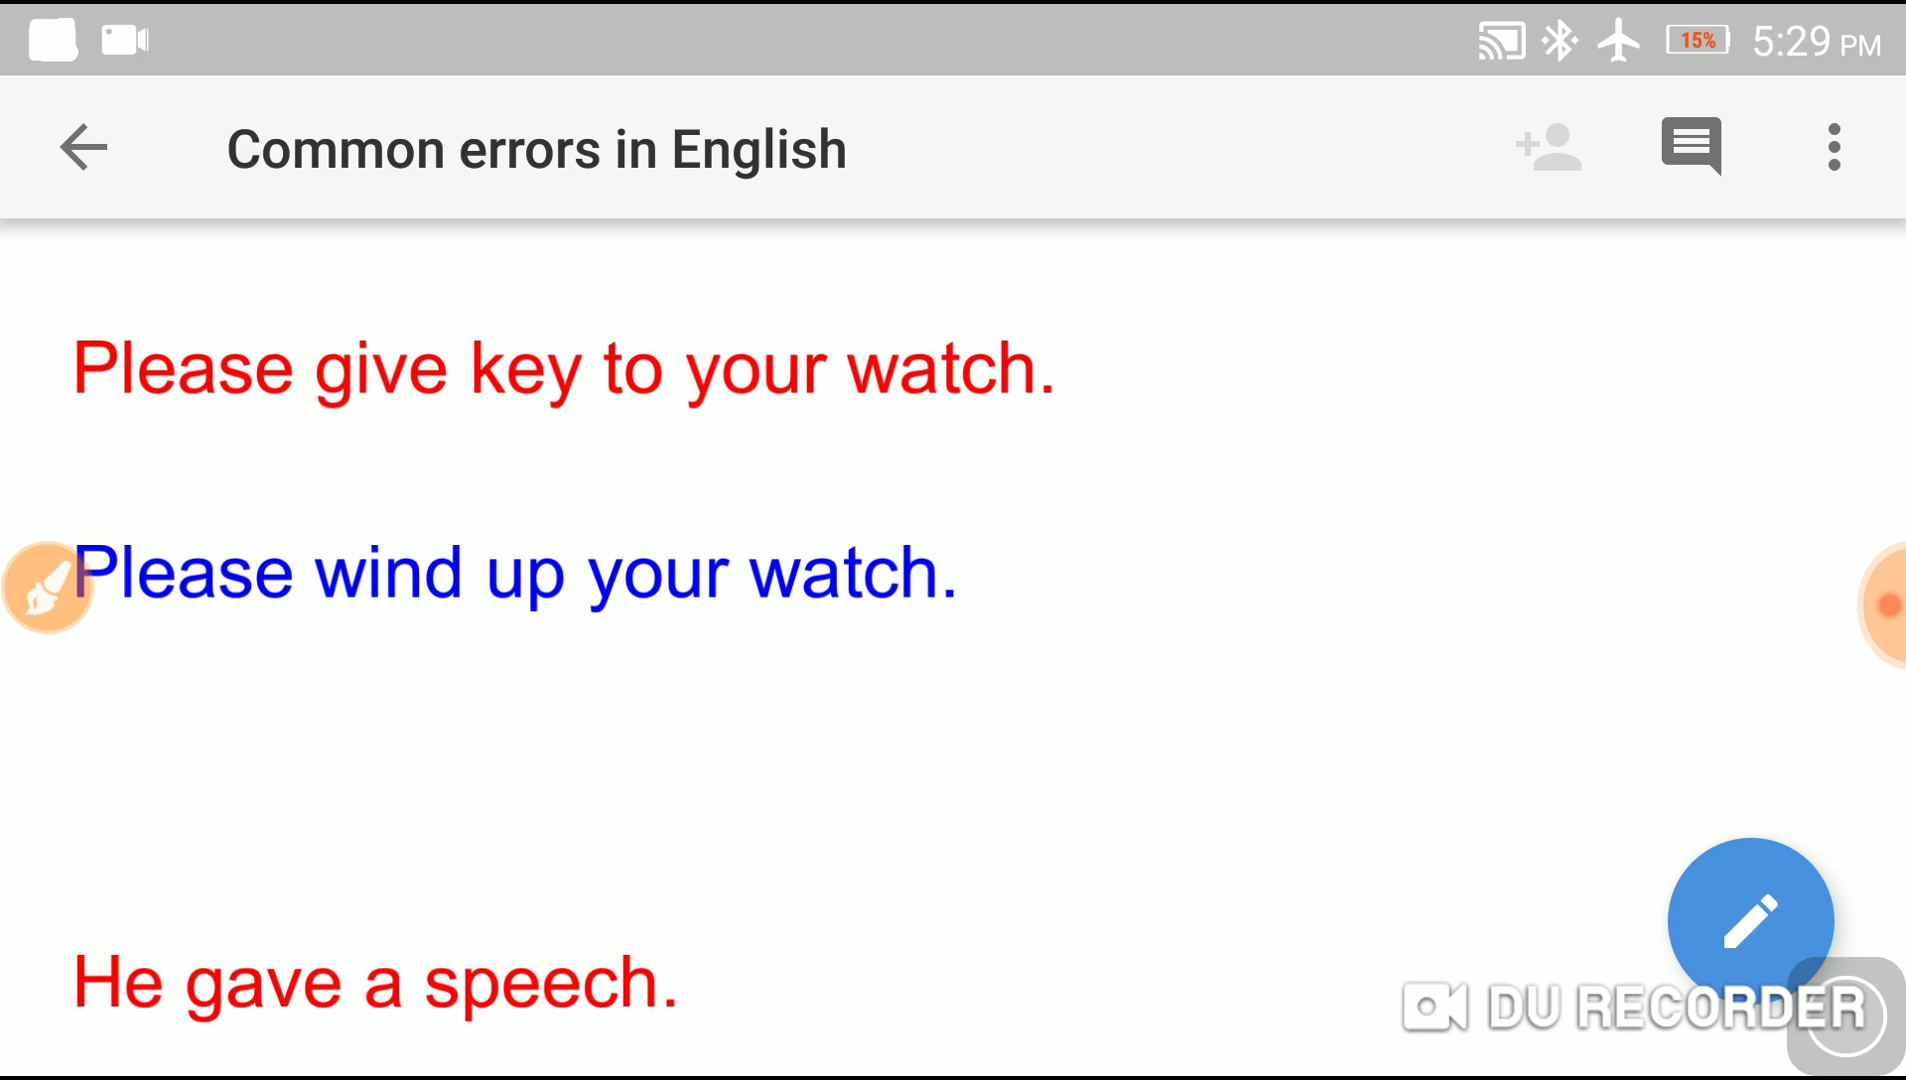 15% 5:29 PM
Common errors in English
Please give key to your watch.
Please wind up your watch.
He gave a speech.
DU RECORDER